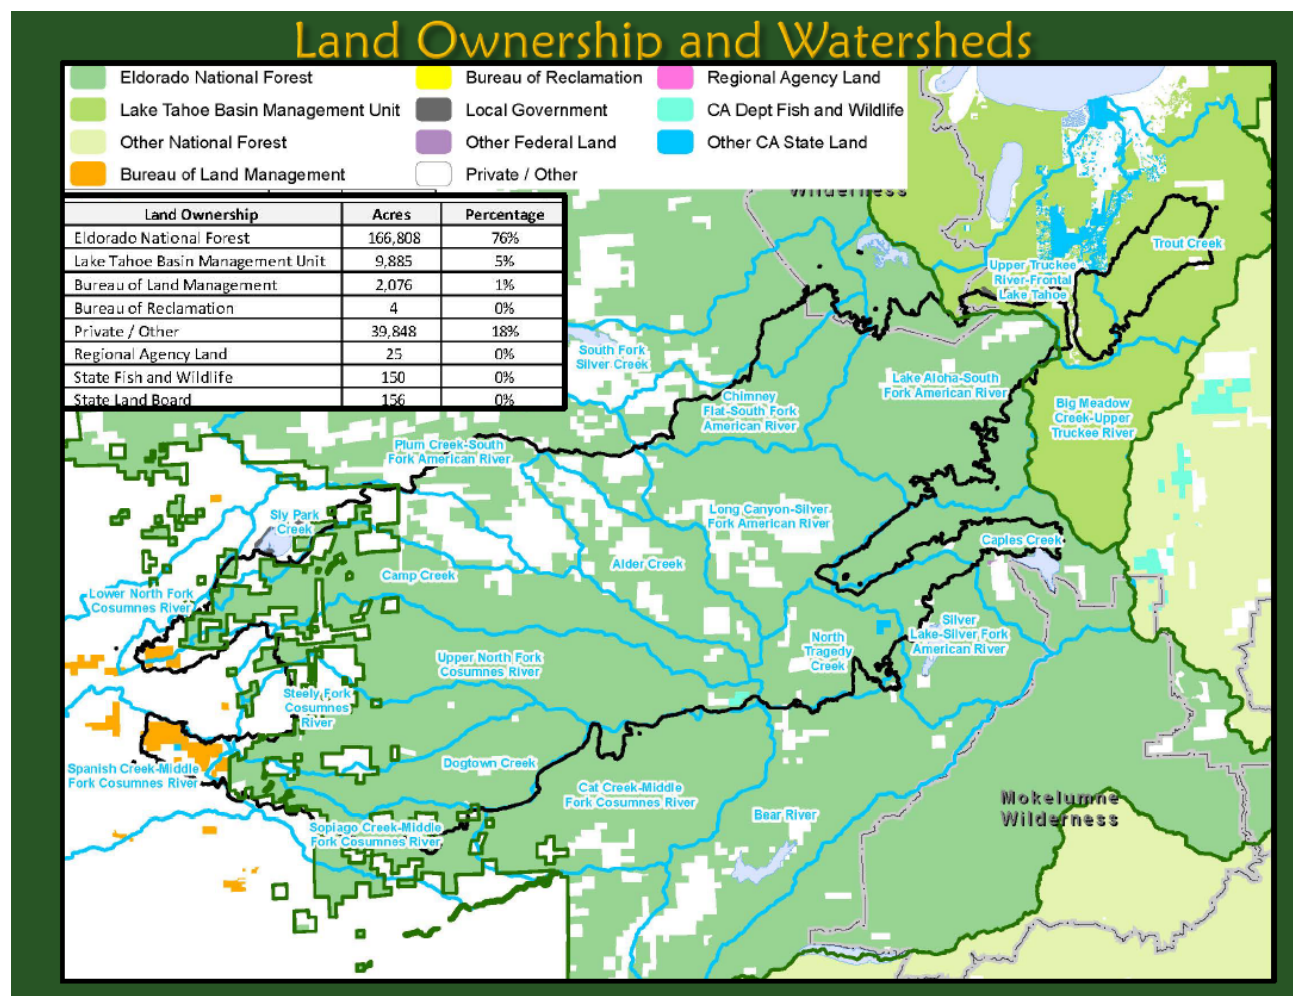 Land Ownership and Watersheds
Eldorado National Forest
Bureau of Reclamation
Regional Agency Land
Lake Tahoe Basin Management Unit
Local Government
CA Dept Fish and Wildlife
Other National Forest
Other Federal Land
Other CA State Land
Bureau of Land Management
Private / Other
Wilderness
Land Ownership Acres Percentage
Eldorado National Forest 166,808 76%
Lake Tahoe Basin Management Unit 9,885 5%
Bureau of Land Management 2,076 1%
Bureau of Reclamation 4 0%
Private / Other 39,848 18%
Regional Agency Land 25 0%
State Fish and Wildlife 150 0%
State Land Board 156 0%
Trout Creek
Upper Truckee
River-Frontal
Lake Tahoe
South Fork
Silver Creek
Chimney
Flat-South Fork
American River
Lake Aloha-South
Fork American River
Big Meadow
Creek-Upper
Truckee River
Plum Creek-South
Fork American River
Sly Park
Creek
Long Canyon-Silver
Fork American River
Caples Creek
Camp Creek
Alder Creek
Lower North Fork
Cosumnes River
North
Tragedy
Creek
Silver
Lake-Silver Fork
American River
Upper North Fork
Cosumnes River
Steely Fork
Cosumnes
River
Spanish Creek-Middle
Fork Cosumnes River
Dogtown Creek
Cat Creek-Middle
Fork Cosumnes River
Bear River
Mokelumne
Wilderness
Sopiago Creek-Middle
Fork Cosumnes River